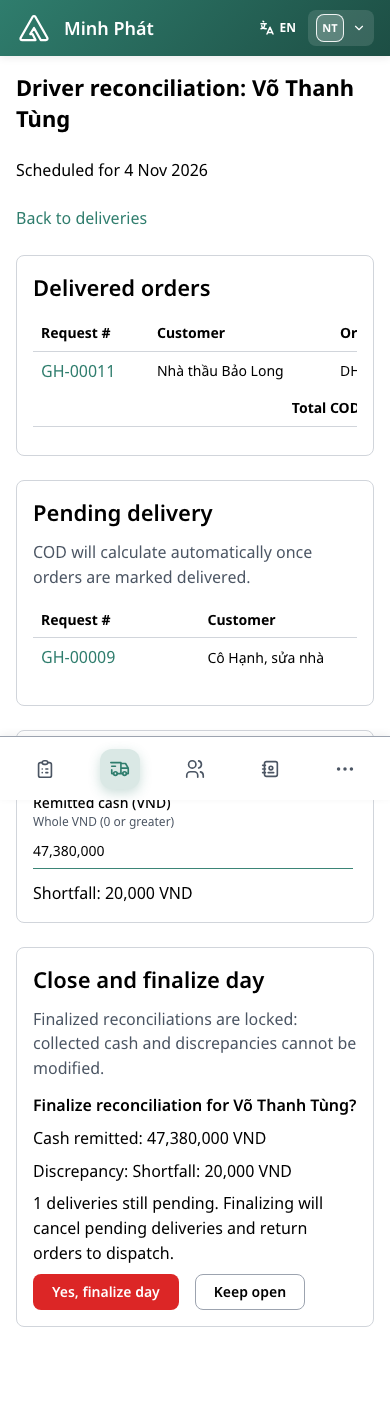 Minh Phát
EN
NT
Driver reconciliation: Võ Thanh
Tùng
Scheduled for 4 Nov 2026
Back to deliveries
Delivered orders
Request # Customer
GH-00011 Nhà thầu Bảo Long
Total COD
Pending delivery
COD will calculate automatically once
orders are marked delivered.
Request # Customer
GH-00009 Cô Hạnh, sửa nhà
Remitted cash (VND)
Whole VND (0 or greater)
47,380,000
Shortfall: 20,000 VND
Close and finalize day
Finalized reconciliations are locked:
collected cash and discrepancies cannot be
modified.
Finalize reconciliation for Võ Thanh Tùng?
Cash remitted: 47,380,000 VND
Discrepancy: Shortfall: 20,000 VND
1 deliveries still pending. Finalizing will
cancel pending deliveries and return
orders to dispatch.
Yes, finalize day
Keep open